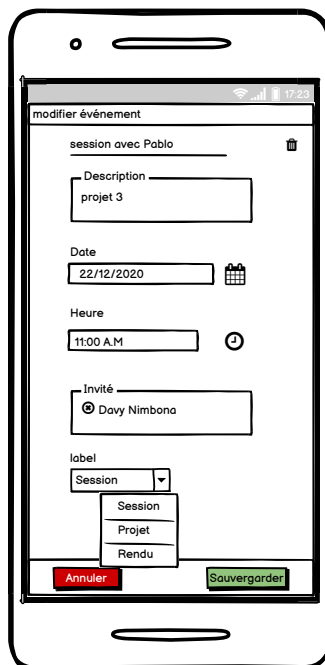 17:23
modifier événement
session avec Pablo
Description
projet 3
Date
22/12/2020
Heure
11:00 A.M
Invité
Davy Nimbona
label
Session
Session
Projet
Rendu
Annuler
Sauvergarder